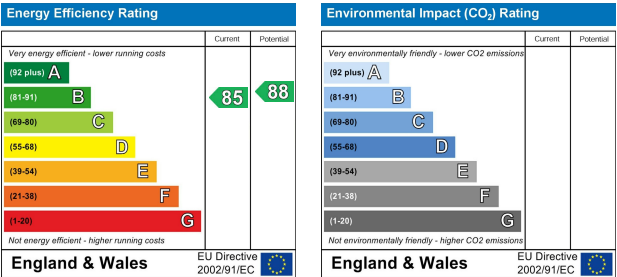 Energy Efficiency Rating
Current Potential
Very energy efficient - lower running costs
(92 plus) A
(81-91) B
(69-80) C
(55-68) D
(39-54) E
(21-38) F
(1-20) G
85
88
Not energy efficient - higher running costs
England & Wales
EU Directive
2002/91/EC
Environmental Impact (CO₂) Rating
Current Potential
Very environmentally friendly - lower CO2 emissions
(92 plus) A
(81-91) B
(69-80) C
(55-68) D
(39-54) E
(21-38) F
(1-20) G
Not environmentally friendly - higher CO2 emissions
England & Wales
EU Directive
2002/91/EC